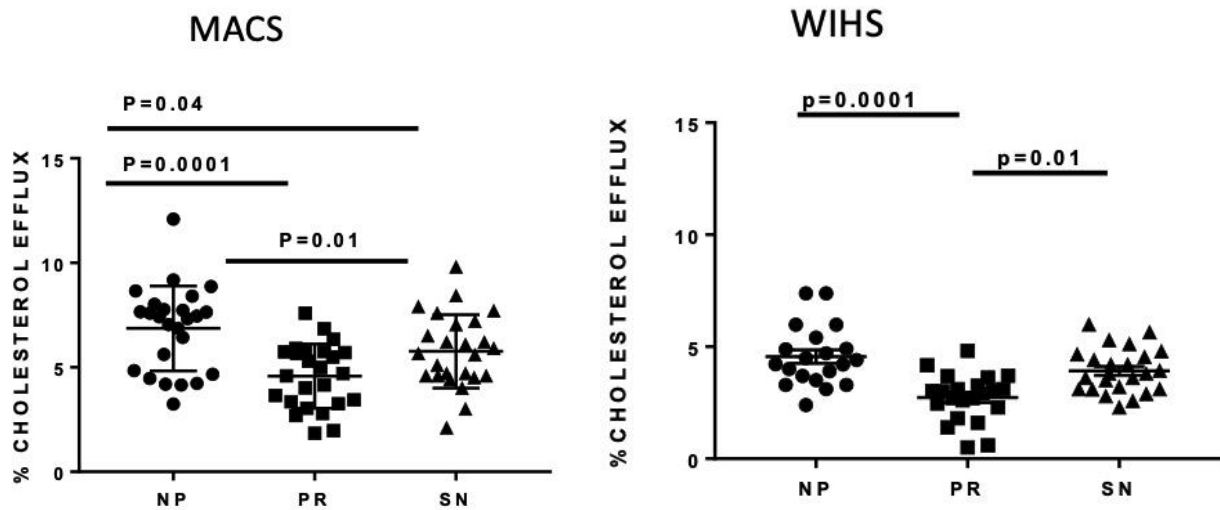 MACS
P=0.04
P=0.0001
P=0.01
% CHOLESTEROL EFFLUX
15
10
5
0
NP PR SN
WIHS
p=0.0001
p=0.01
%CHOLESTEROL EFFLUX
15
10
5
0
NP PR SN